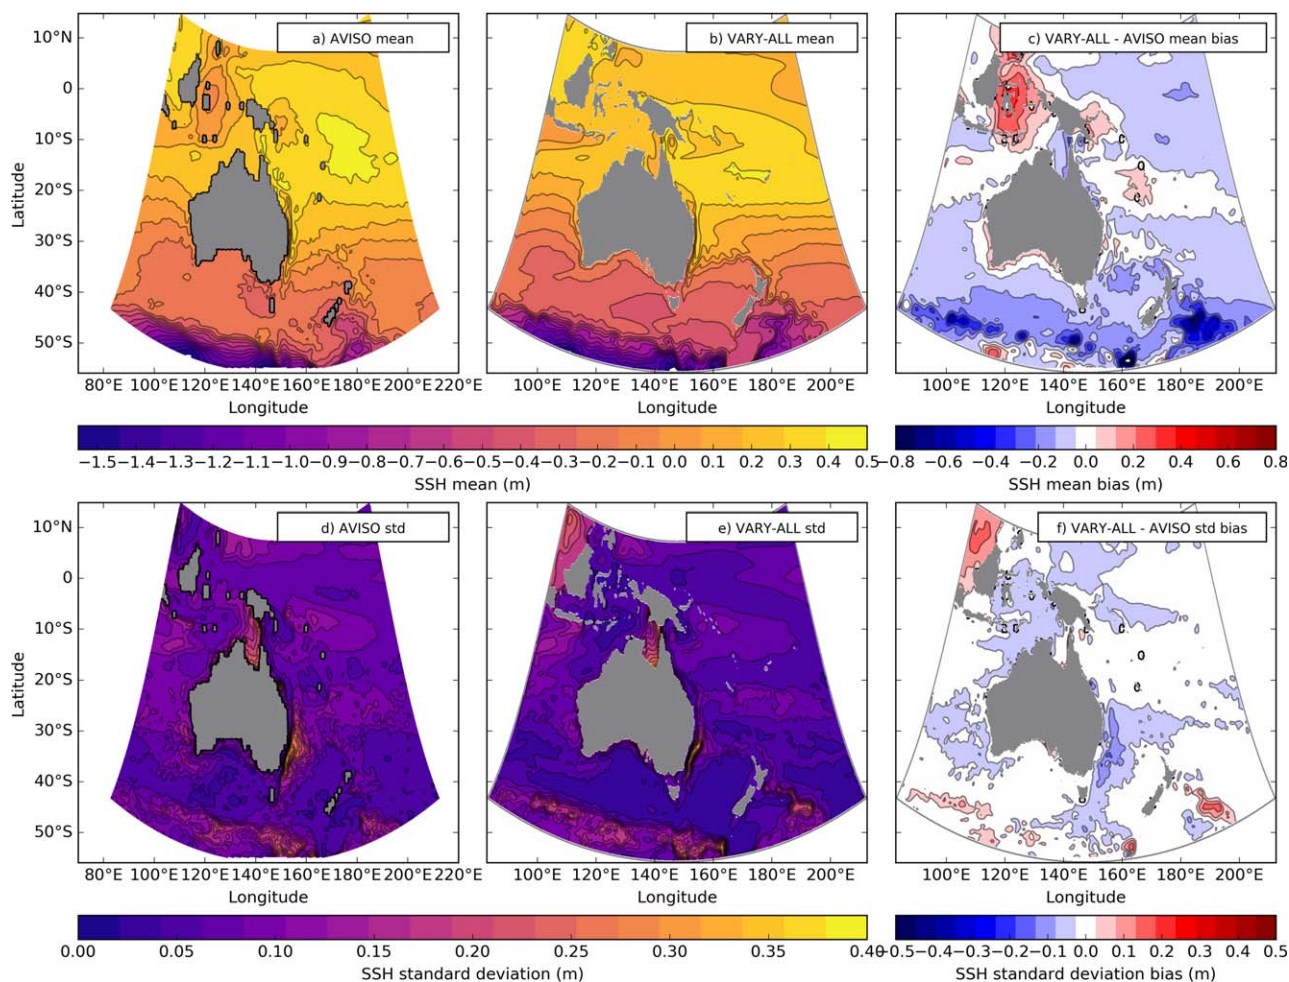 a) AVISO mean
b) VARY-ALL mean
c) VARY-ALL - AVISO mean bias
10°N
0
10°S
20°S
30°S
40°S
50°S
Latitude
80°E 100°E 120°E 140°E 160°E 180°E 200°E 220°E
100°E 120°E 140°E 160°E 180°E 200°E
100°E 120°E 140°E 160°E 180°E 200°E
Longitude
Longitude
Longitude
−1.5 −1.4 −1.3 −1.2 −1.1 −1.0 −0.9 −0.8 −0.7 −0.6 −0.5 −0.4 −0.3 −0.2 −0.1 0.0 0.1 0.2 0.3 0.4 0.5
−0.8 −0.6 −0.4 −0.2 0.0 0.2 0.4 0.6 0.8
SSH mean (m)
SSH mean bias (m)
d) AVISO std
e) VARY-ALL std
f) VARY-ALL - AVISO std bias
10°N
0
10°S
20°S
30°S
40°S
50°S
Latitude
80°E 100°E 120°E 140°E 160°E 180°E 200°E 220°E
100°E 120°E 140°E 160°E 180°E 200°E
100°E 120°E 140°E 160°E 180°E 200°E
Longitude
Longitude
Longitude
0.00 0.05 0.10 0.15 0.20 0.25 0.30 0.35 0.40
−0.5 −0.4 −0.3 −0.2 −0.1 0.0 0.1 0.2 0.3 0.4 0.5
SSH standard deviation (m)
SSH standard deviation bias (m)